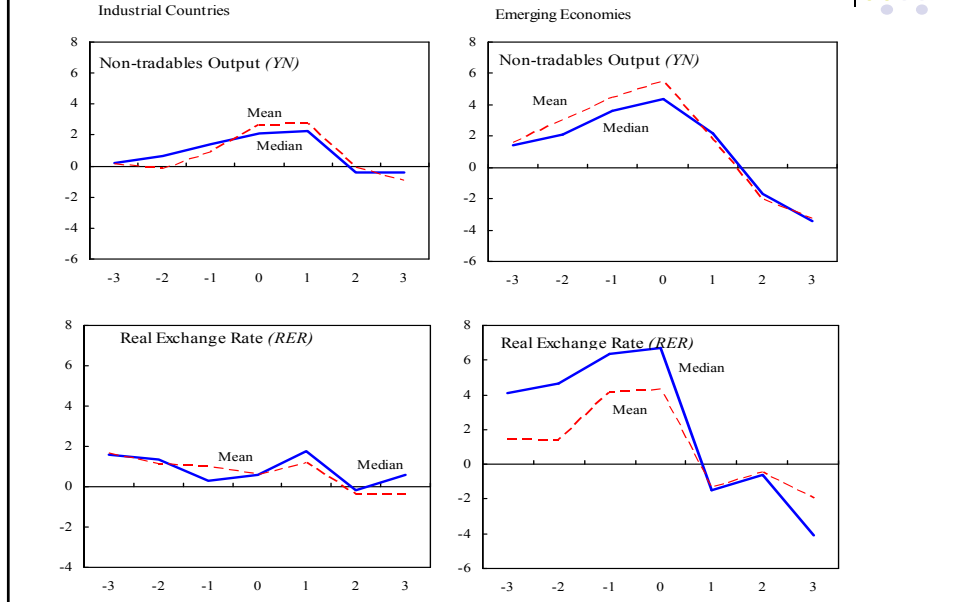 Industrial Countries
Emerging Economies
8
6
4
2
0
-2
-4
-6
Non-tradables Output (YN)
Mean
Median
-3 -2 -1 0 1 2 3
8
6
4
2
0
-2
-4
-6
Non-tradables Output (YN)
Mean
Median
-3 -2 -1 0 1 2 3
8
6
4
2
0
-2
-4
Real Exchange Rate (RER)
Mean
Median
-3 -2 -1 0 1 2 3
8
6
4
2
0
-2
-4
-6
Real Exchange Rate (RER)
Median
Mean
-3 -2 -1 0 1 2 3